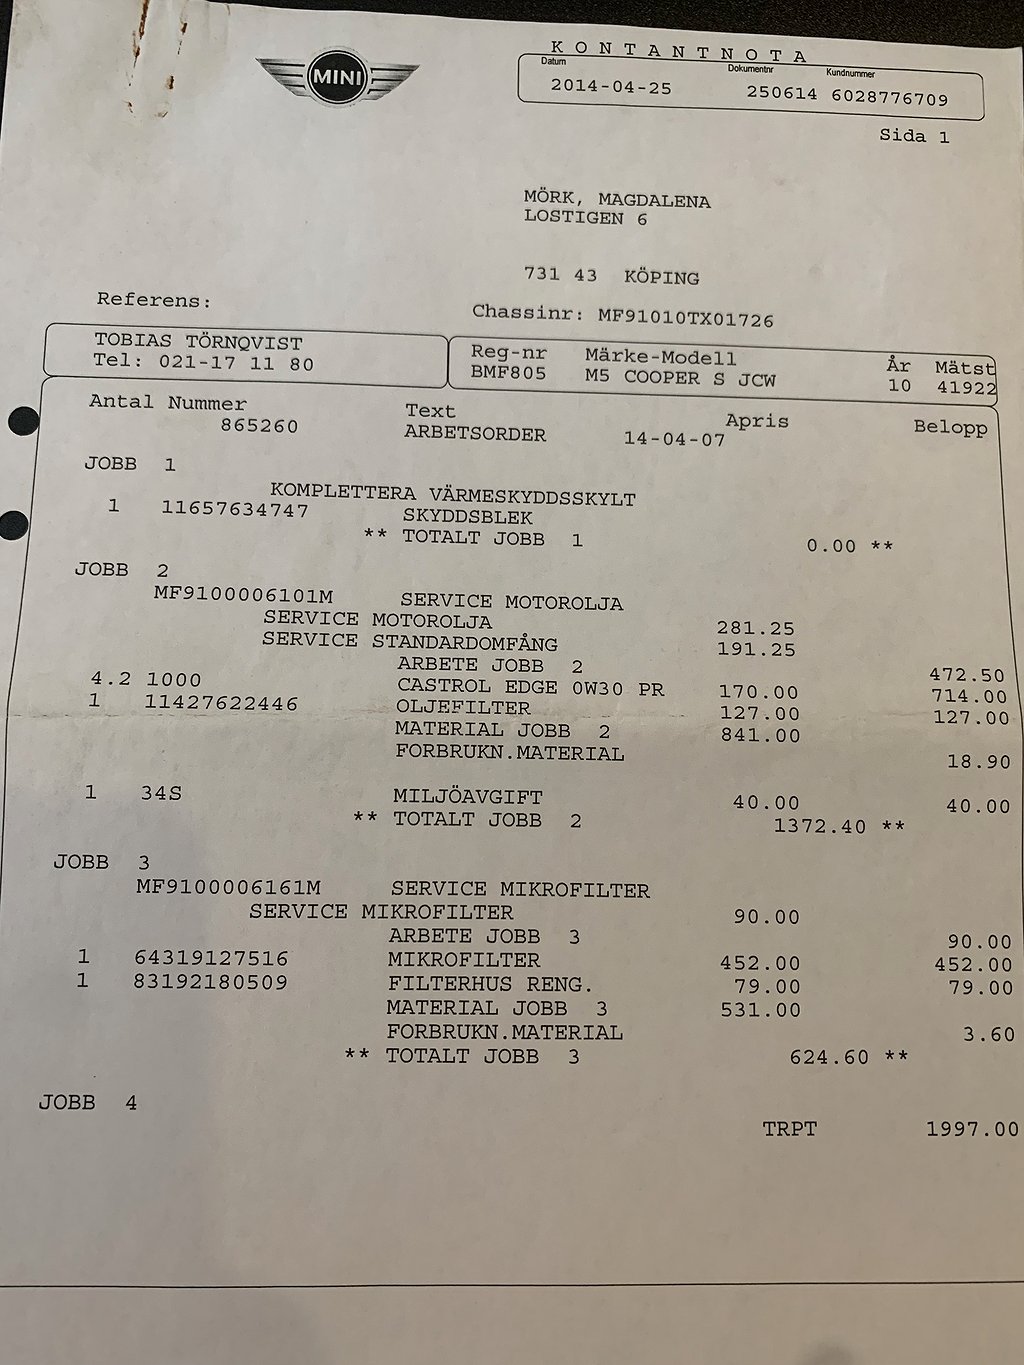 MINI
KONTANTNOTA
Datum Dokumentnr Kundnummer
2014-04-25 250614 6028776709
Sida 1
MÖRK, MAGDALENA
LOSTIGEN 6
731 43 KÖPING
Referens:
Chassinr: MF91010TX01726
TOBIAS TÖRNQVIST
Tel: 021-17 11 80
Reg-nr Märke-Modell År Mätst
BMF805 M5 COOPER S JCW 10 41922
Antal Nummer Text Apris Belopp
865260 ARBETSORDER 14-04-07
JOBB 1
KOMPLETTERA VÄRMESKYDDSSKYLT
1 11657634747 SKYDDSBLEK
** TOTALT JOBB 1 0.00 **
JOBB 2
MF9100006101M SERVICE MOTOROLJA
SERVICE MOTOROLJA 281.25
SERVICE STANDARDOMFÅNG 191.25
ARBETE JOBB 2 472.50
4.2 1000 CASTROL EDGE 0W30 PR 170.00 714.00
1 11427622446 OLJEFILTER 127.00 127.00
MATERIAL JOBB 2 841.00
FORBRUKN.MATERIAL 18.90
1 34S MILJÖAVGIFT 40.00 40.00
** TOTALT JOBB 2 1372.40 **
JOBB 3
MF9100006161M SERVICE MIKROFILTER
SERVICE MIKROFILTER 90.00
ARBETE JOBB 3 90.00
1 64319127516 MIKROFILTER 452.00 452.00
1 83192180509 FILTERHUS RENG. 79.00 79.00
MATERIAL JOBB 3 531.00
FORBRUKN.MATERIAL 3.60
** TOTALT JOBB 3 624.60 **
JOBB 4
TRPT 1997.00